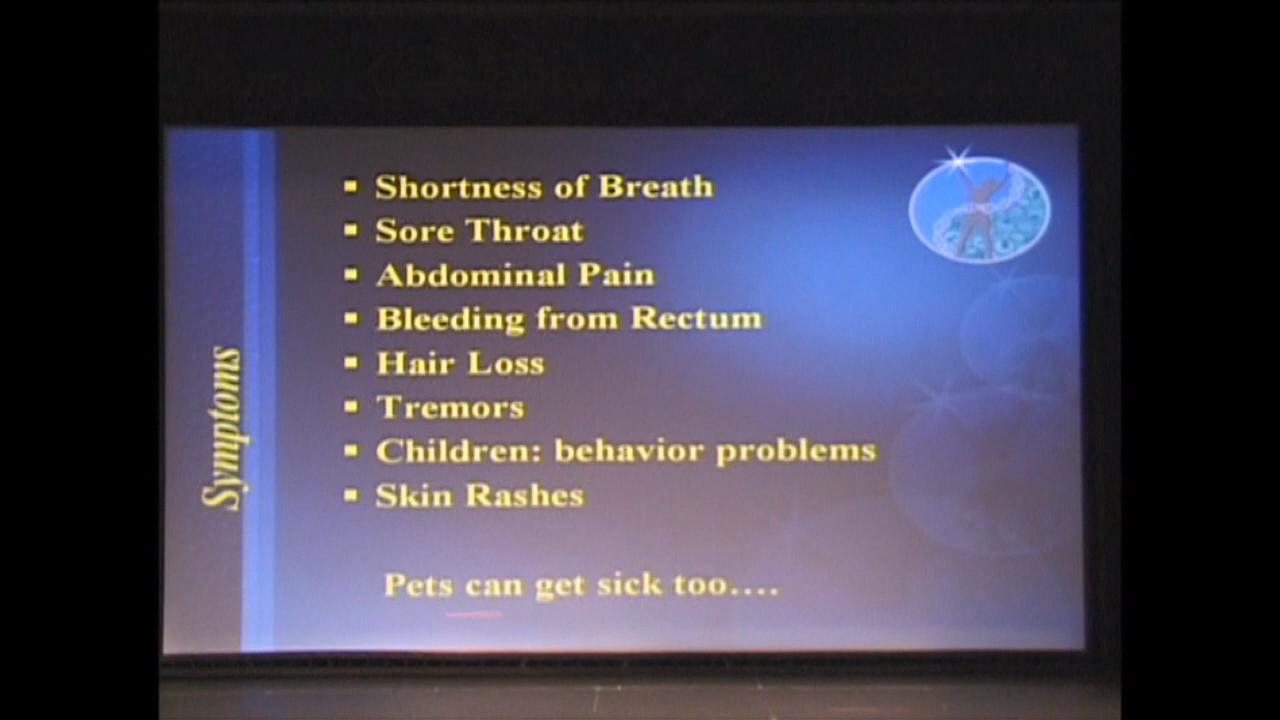 Symptoms
Shortness of Breath
Sore Throat
Abdominal Pain
Bleeding from Rectum
Hair Loss
Tremors
Children: behavior problems
Skin Rashes
Pets can get sick too....